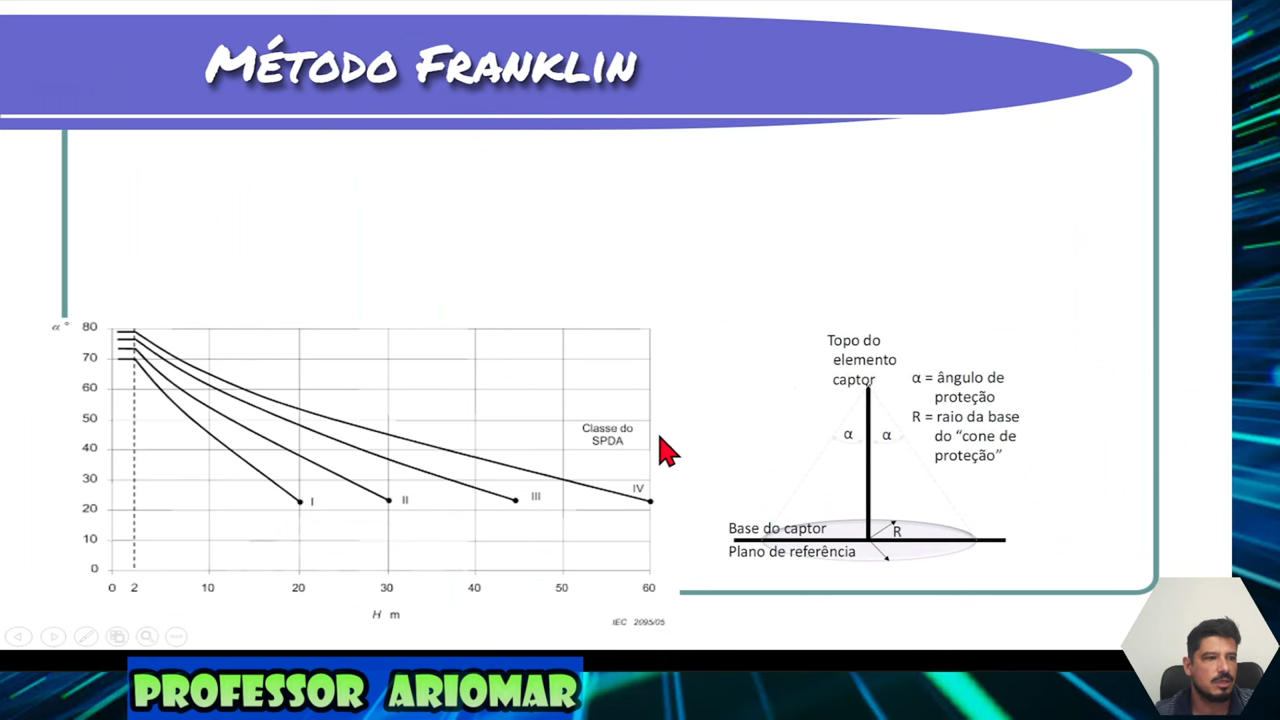 Método Franklin
α °
80
70
60
50
40
30
20
10
0
0 2 10 20 30 40 50 60
H m
Classe do
SPDA
I
II
III
IV
IEC 2095/05
Topo do
elemento
captor
α = ângulo de
proteção
R = raio da base
do “cone de
proteção”
α α
Base do captor
R
Plano de referência
PROFESSOR ARIOMAR